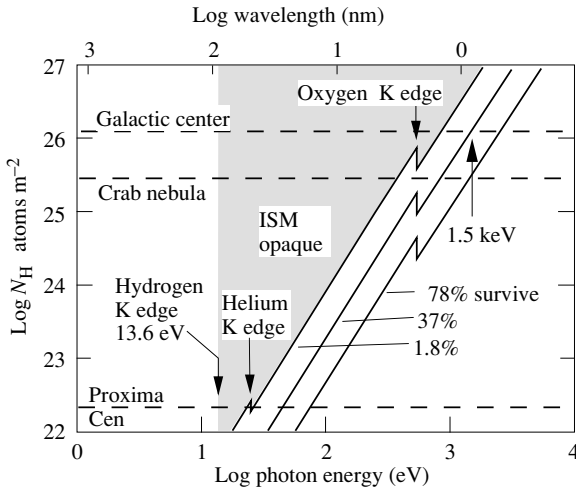 Log wavelength (nm)
3 2 1 0
27
26
25
24
23
22
Log N_H atoms m⁻²
Oxygen K edge
Galactic center
Crab nebula
ISM
opaque
1.5 keV
Hydrogen
K edge
13.6 eV
Helium
K edge
78% survive
37%
1.8%
Proxima
Cen
0 1 2 3 4
Log photon energy (eV)